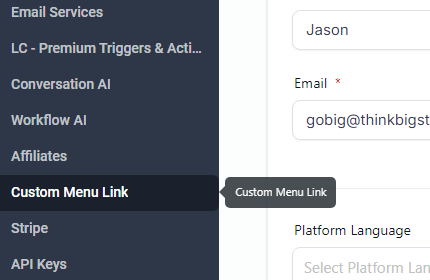 Email Services
LC - Premium Triggers & Acti...
Conversation AI
Workflow AI
Affiliates
Custom Menu Link
Stripe
API Keys
Custom Menu Link
Jason
Email *
gobig@thinkbigst
Platform Language
Select Platform Lan